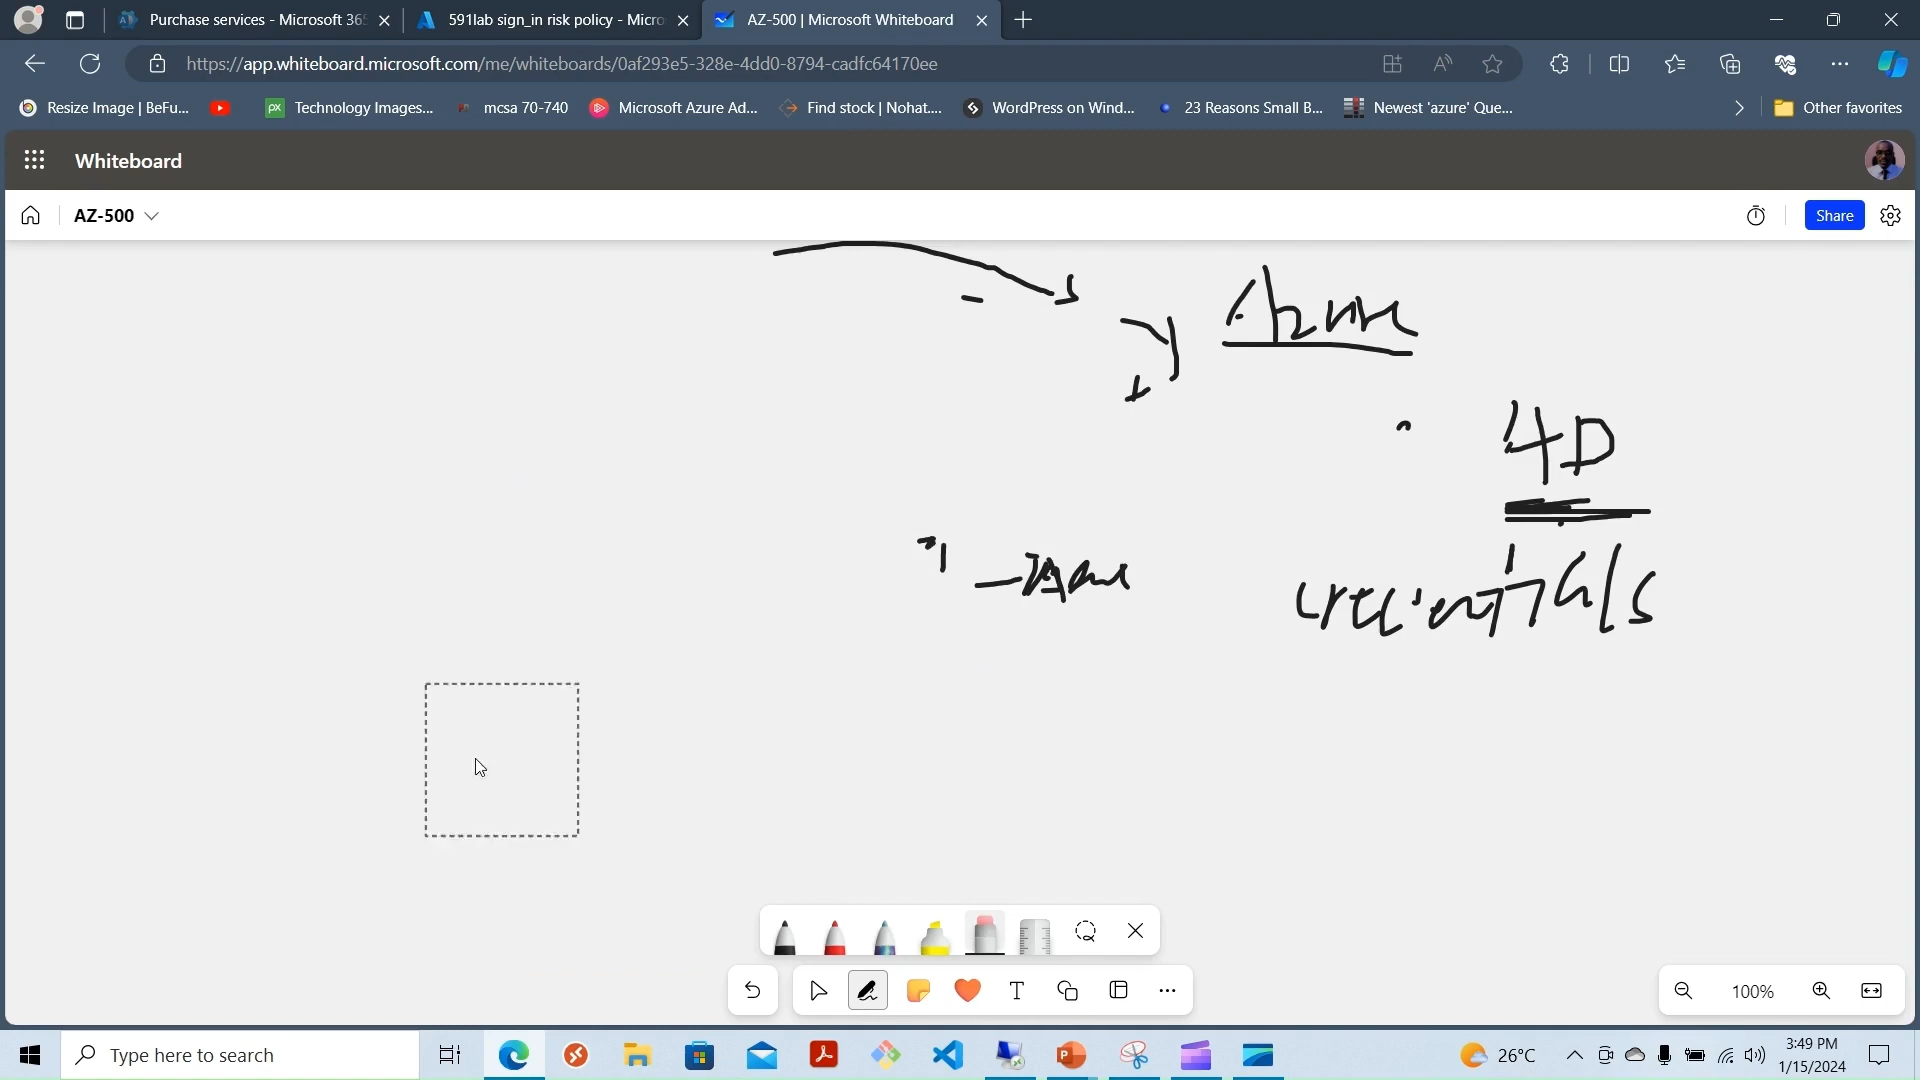 Purchase services - Microsoft 365
591lab sign_in risk policy - Micro
AZ-500 | Microsoft Whiteboard
https://app.whiteboard.microsoft.com/me/whiteboards/0af293e5-328e-4dd0-8794-cadfc64170ee
Resize Image | BeFu... Technology Images... mcsa 70-740 Microsoft Azure Ad... Find stock | Nohat.... WordPress on Wind... 23 Reasons Small B... Newest 'azure' Que... Other favorites
Whiteboard
AZ-500
Share
Azure
4D
credentials
100%
Type here to search
26°C
3:49 PM
1/15/2024